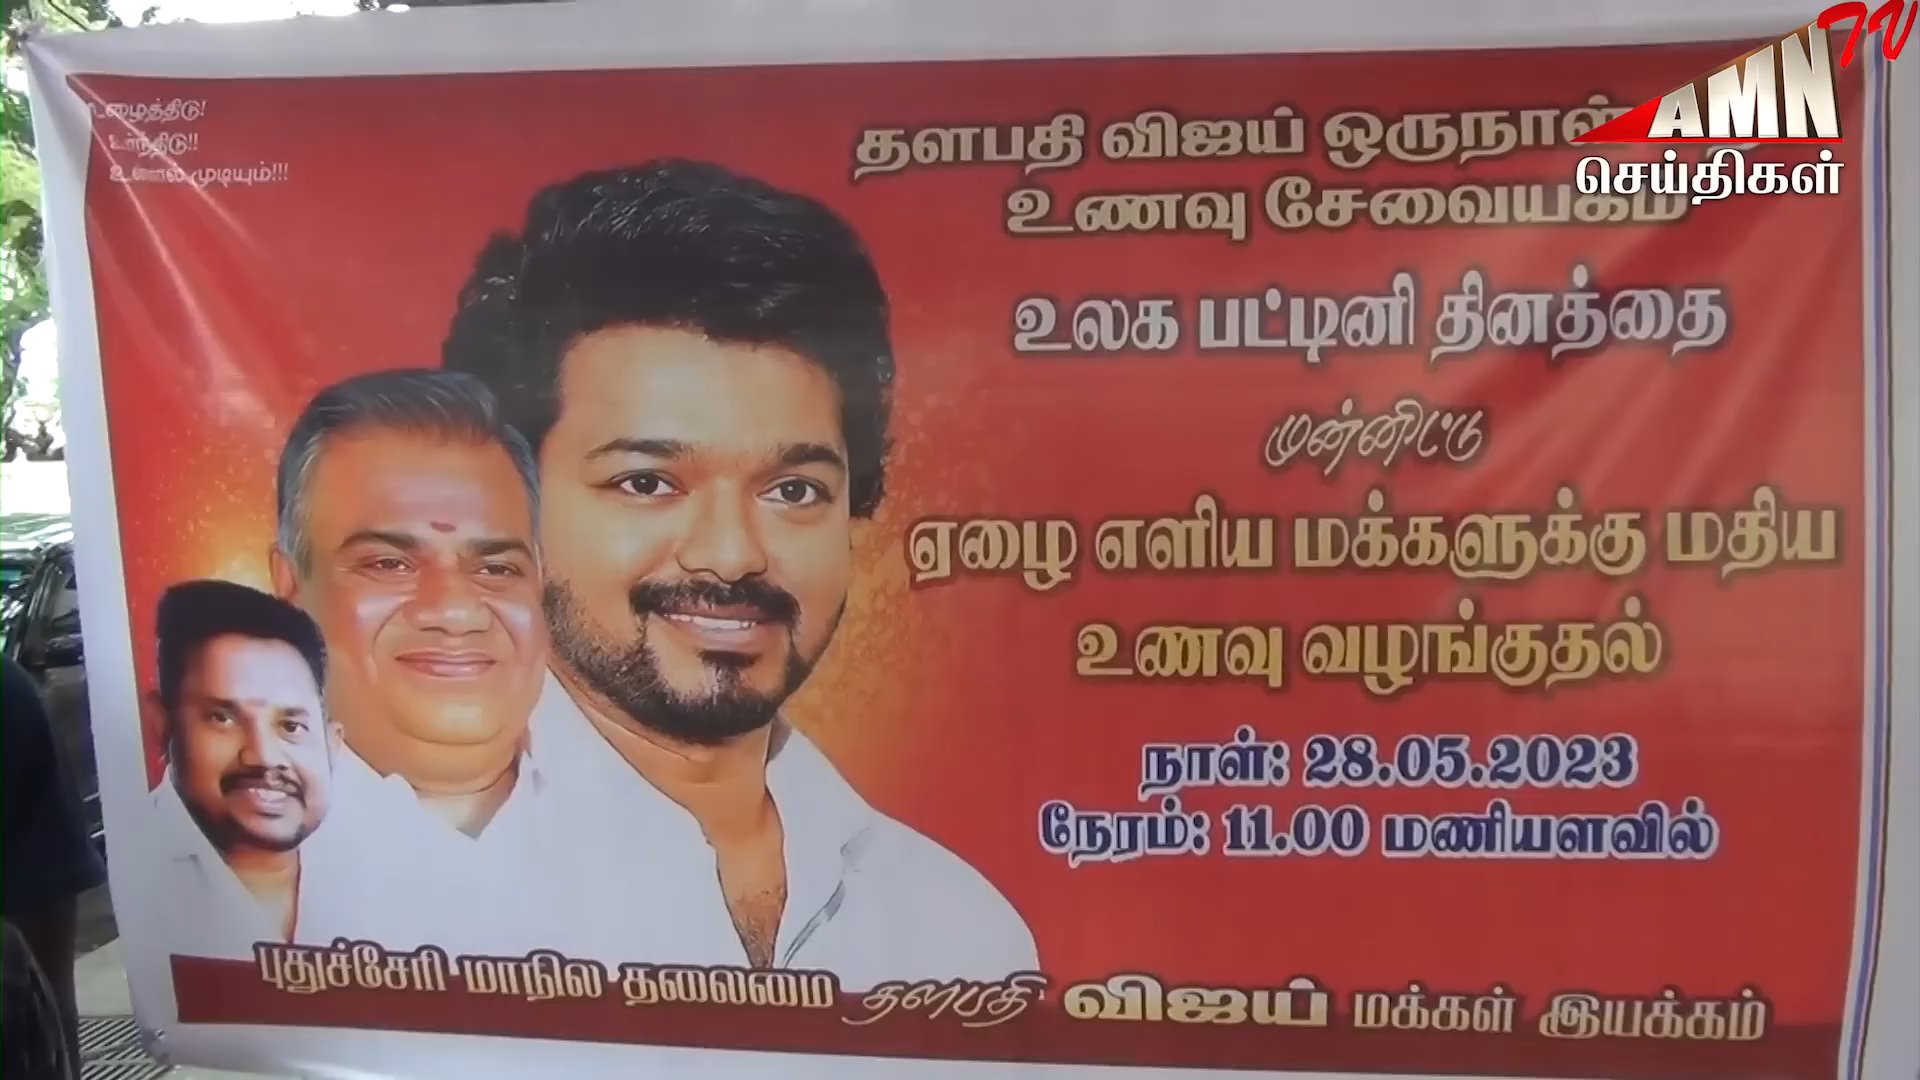 உழைத்திடு!
உயர்ந்திடு!!
உன்னால் முடியும்!!!
தளபதி விஜய் ஒருநாள்
உணவு சேவையகம்
உலக பட்டினி தினத்தை
முன்னிட்டு
ஏழை எளிய மக்களுக்கு மதிய
உணவு வழங்குதல்
நாள்: 28.05.2023
நேரம்: 11.00 மணியளவில்
புதுச்சேரி மாநில தலைமை தளபதி விஜய் மக்கள் இயக்கம்
AMN TV
செய்திகள்